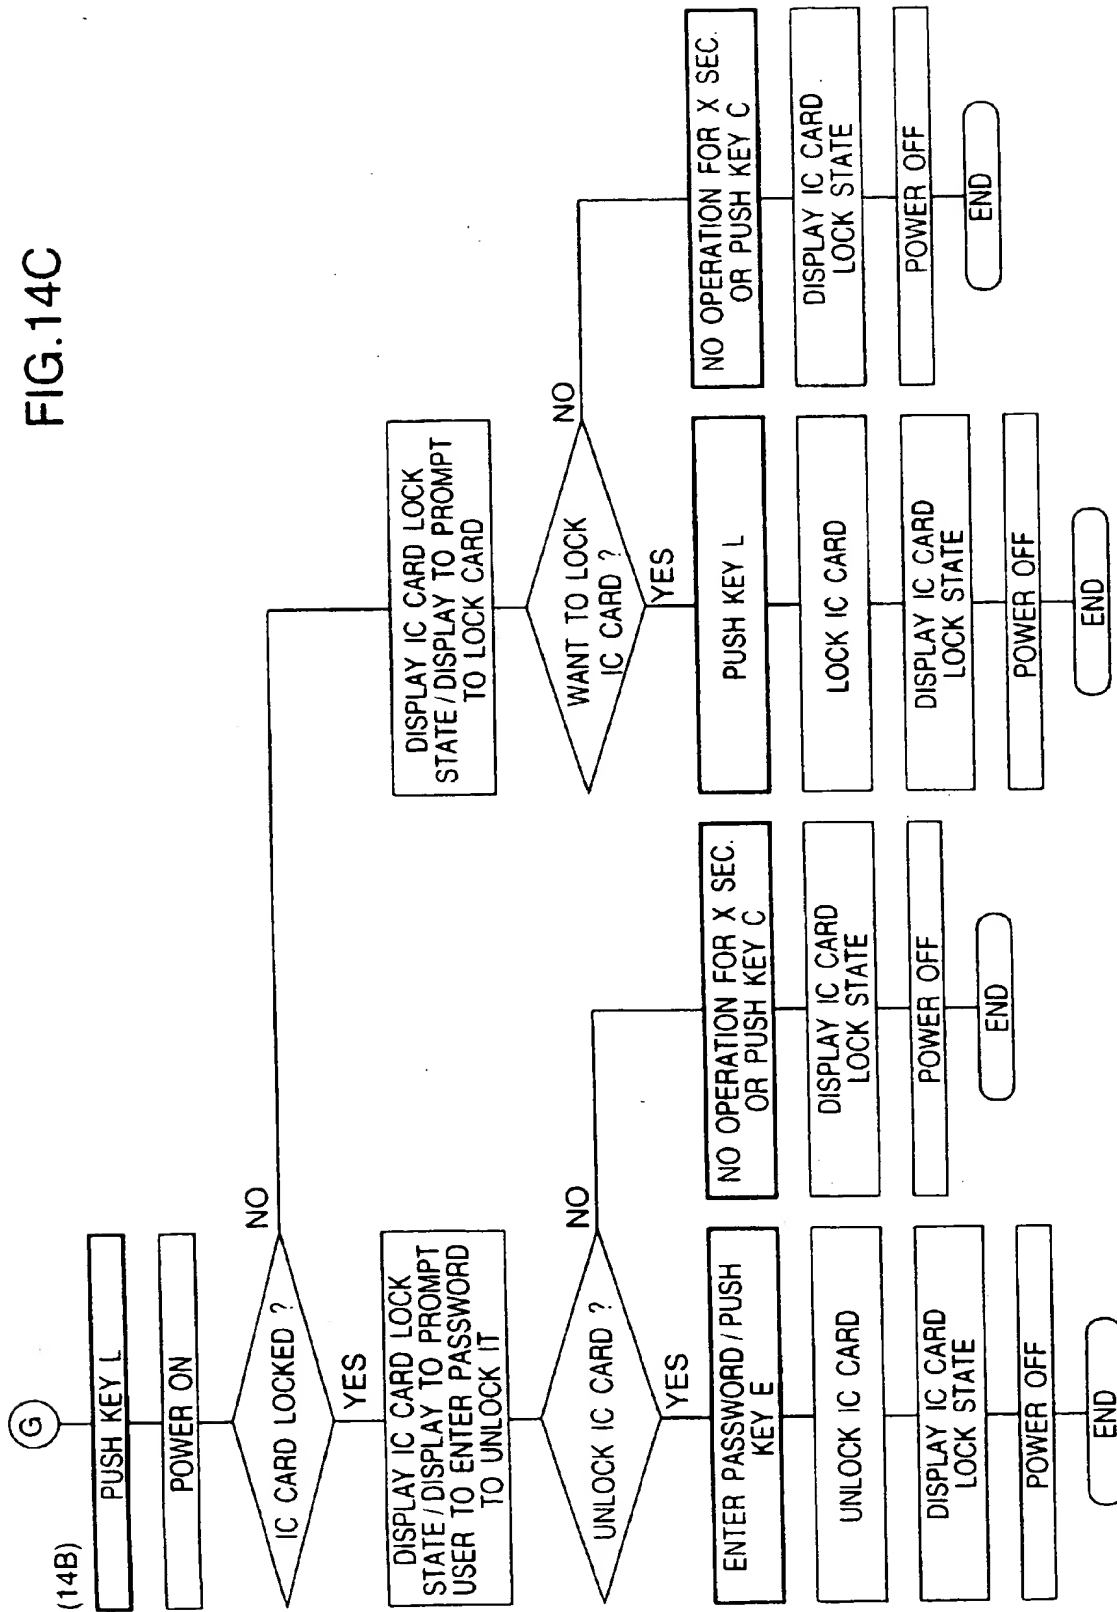 FIG.14C
(14B)
G
PUSH KEY L
POWER ON
IC CARD LOCKED ?
NO
YES
DISPLAY IC CARD LOCK
STATE / DISPLAY TO PROMPT
USER TO ENTER PASSWORD
TO UNLOCK IT
UNLOCK IC CARD ?
NO
YES
ENTER PASSWORD / PUSH
KEY E
UNLOCK IC CARD
DISPLAY IC CARD
LOCK STATE
POWER OFF
END
NO OPERATION FOR X SEC.
OR PUSH KEY C
DISPLAY IC CARD
LOCK STATE
POWER OFF
END
DISPLAY IC CARD LOCK
STATE / DISPLAY TO PROMPT
TO LOCK CARD
WANT TO LOCK
IC CARD ?
NO
YES
PUSH KEY L
LOCK IC CARD
DISPLAY IC CARD
LOCK STATE
POWER OFF
END
NO OPERATION FOR X SEC.
OR PUSH KEY C
DISPLAY IC CARD
LOCK STATE
POWER OFF
END